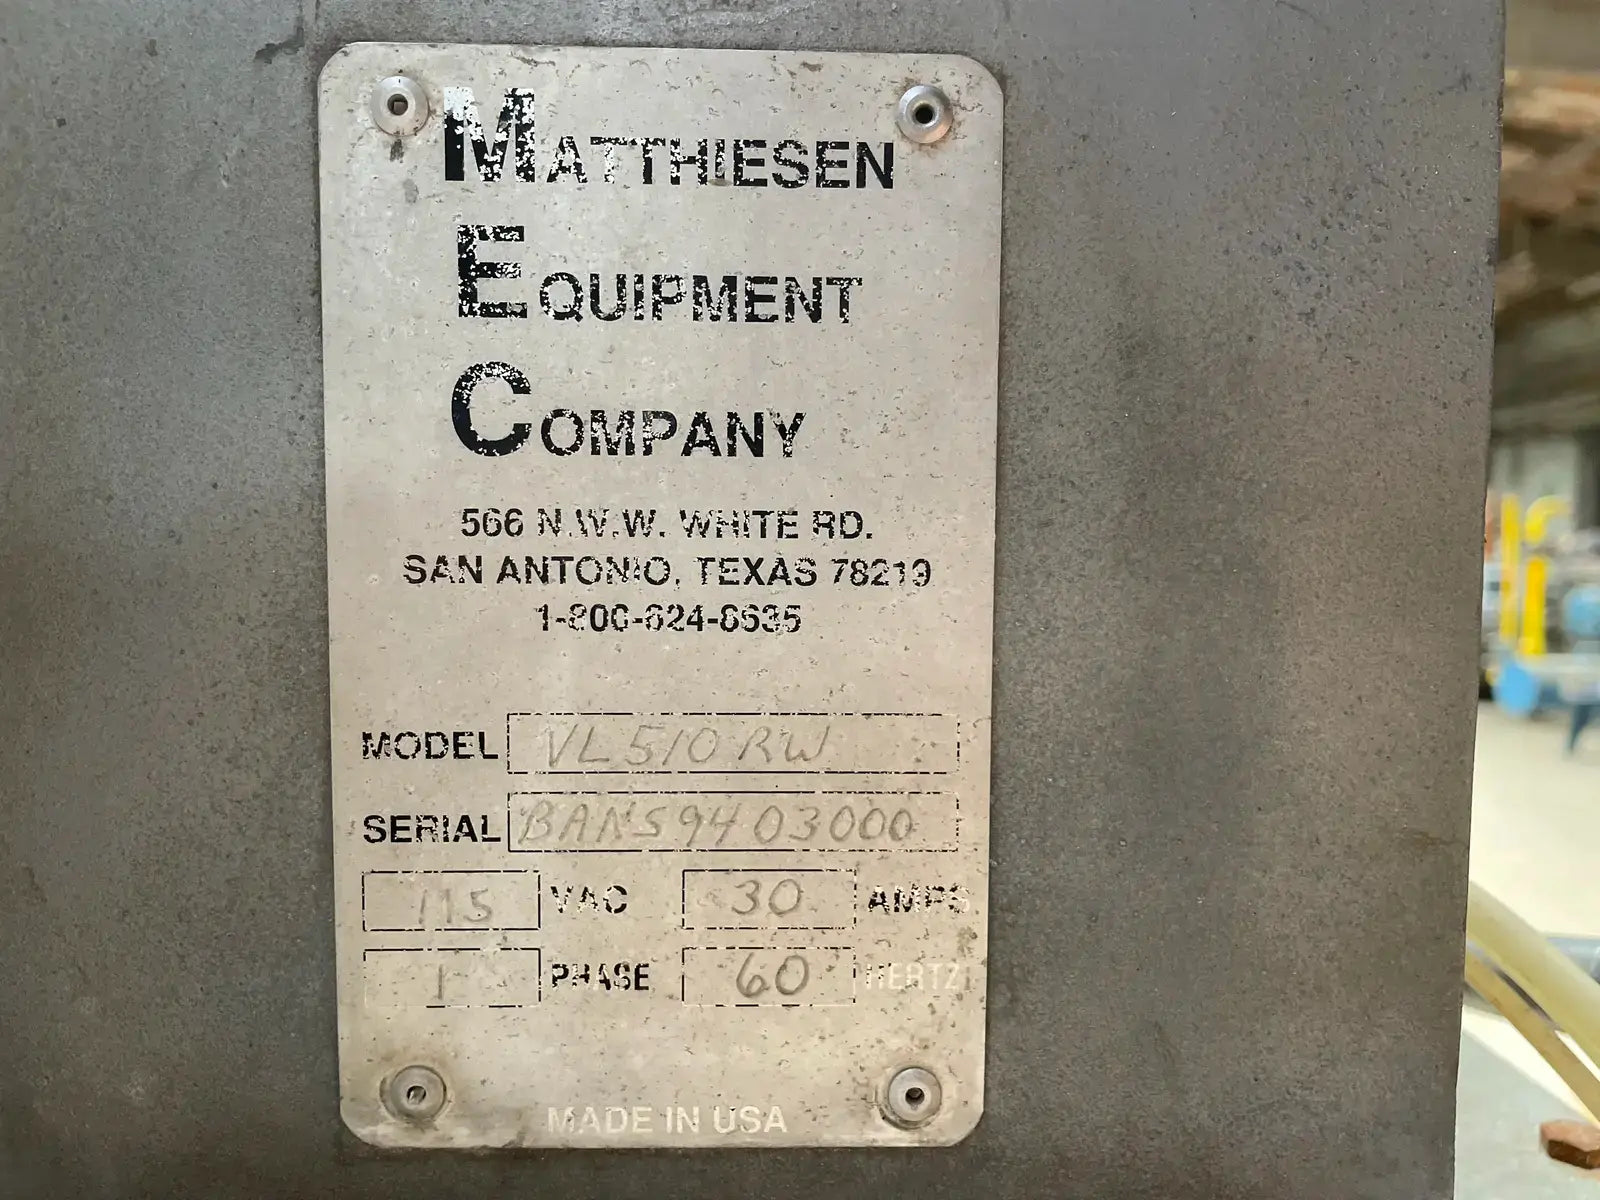 MATTHIESEN
EQUIPMENT
COMPANY
566 N.W.W. WHITE RD.
SAN ANTONIO, TEXAS 78219
1-800-624-8635
MODEL VL510RW
SERIAL BANS9403000
115 VAC 30 AMPS
1 PHASE 60 HERTZ
MADE IN USA